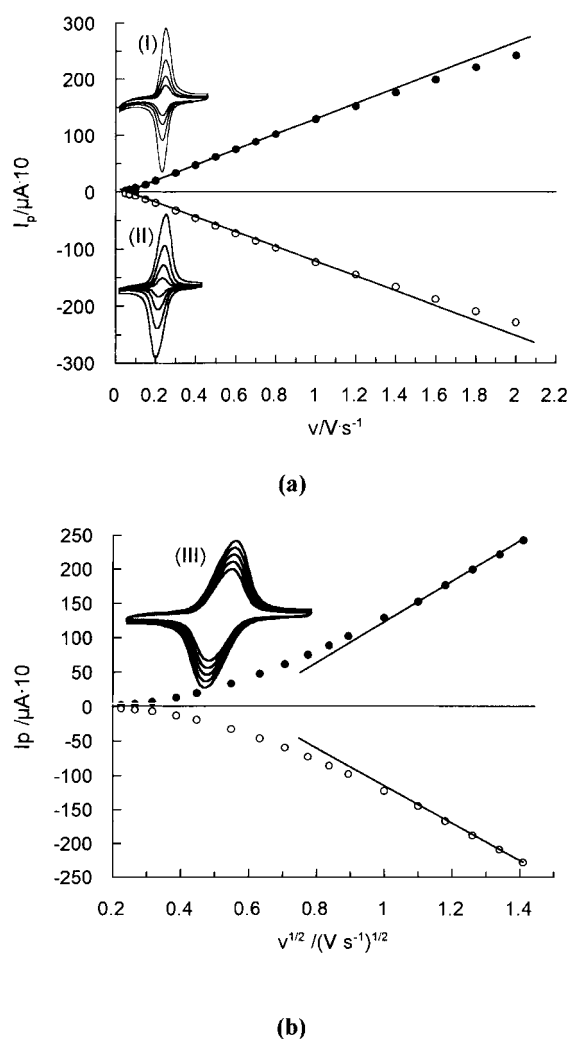 300
200
100
0
-100
-200
-300
I_p/µA·10
(I)
(II)
0 0.2 0.4 0.6 0.8 1 1.2 1.4 1.6 1.8 2 2.2
v/V·s⁻¹
(a)
250
200
150
100
50
0
-50
-100
-150
-200
-250
Ip /µA·10
(III)
0.2 0.4 0.6 0.8 1 1.2 1.4
v^{1/2} /(V s⁻¹)^{1/2}
(b)